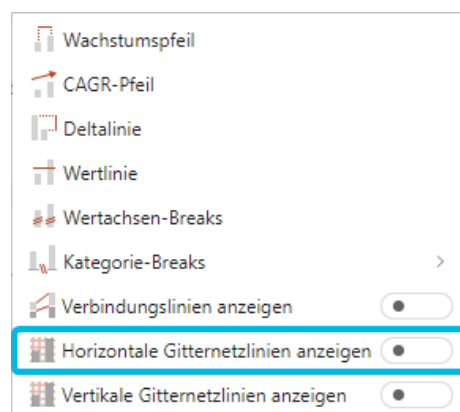 Wachstumspfeil
CAGR-Pfeil
Deltalinie
Wertlinie
Wertachsen-Breaks
Kategorie-Breaks
Verbindungslinien anzeigen
Horizontale Gitternetzlinien anzeigen
Vertikale Gitternetzlinien anzeigen